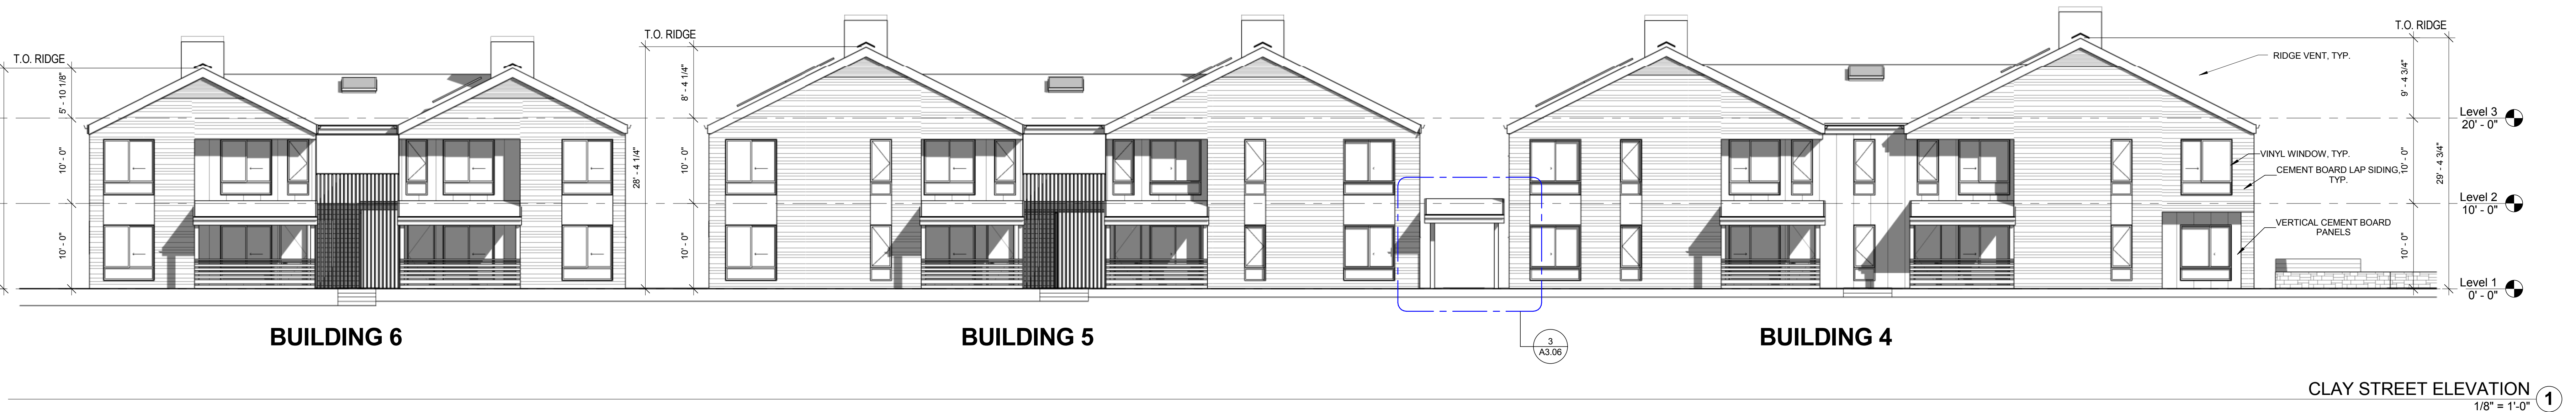 T.O. RIDGE
5' - 10 1/8"
10' - 0"
10' - 0"
T.O. RIDGE
28' - 4 1/4"
8' - 4 1/4"
10' - 0"
10' - 0"
T.O. RIDGE
9' - 4 3/4"
10' - 0"
10' - 0"
29' - 4 3/4"
RIDGE VENT, TYP.
VINYL WINDOW, TYP.
CEMENT BOARD LAP SIDING,
TYP.
VERTICAL CEMENT BOARD
PANELS
Level 3
20' - 0"
Level 2
10' - 0"
Level 1
0' - 0"
BUILDING 6
BUILDING 5
BUILDING 4
3
A3.06
CLAY STREET ELEVATION
1/8" = 1'-0"
1